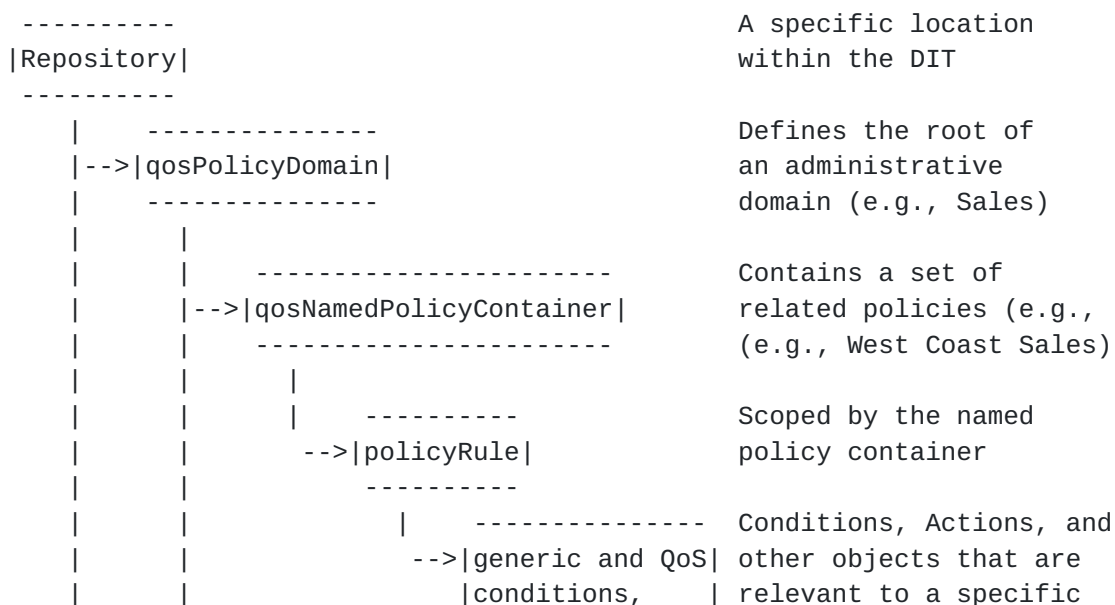 ----------                                    A specific location
|Repository|                                   within the DIT
 ----------
    |    ---------------                       Defines the root of
    |-->|qosPolicyDomain|                      an administrative
    |    ---------------                       domain (e.g., Sales)
    |      |
    |      |    -----------------------        Contains a set of
    |      |-->|qosNamedPolicyContainer|       related policies (e.g.,
    |      |    -----------------------        (e.g., West Coast Sales)
    |      |      |
    |      |      |    ----------              Scoped by the named
    |      |       -->|policyRule|             policy container
    |      |           ----------
    |      |             |    ---------------  Conditions, Actions, and
    |      |              -->|generic and QoS| other objects that are
    |      |                 |conditions,    | relevant to a specific